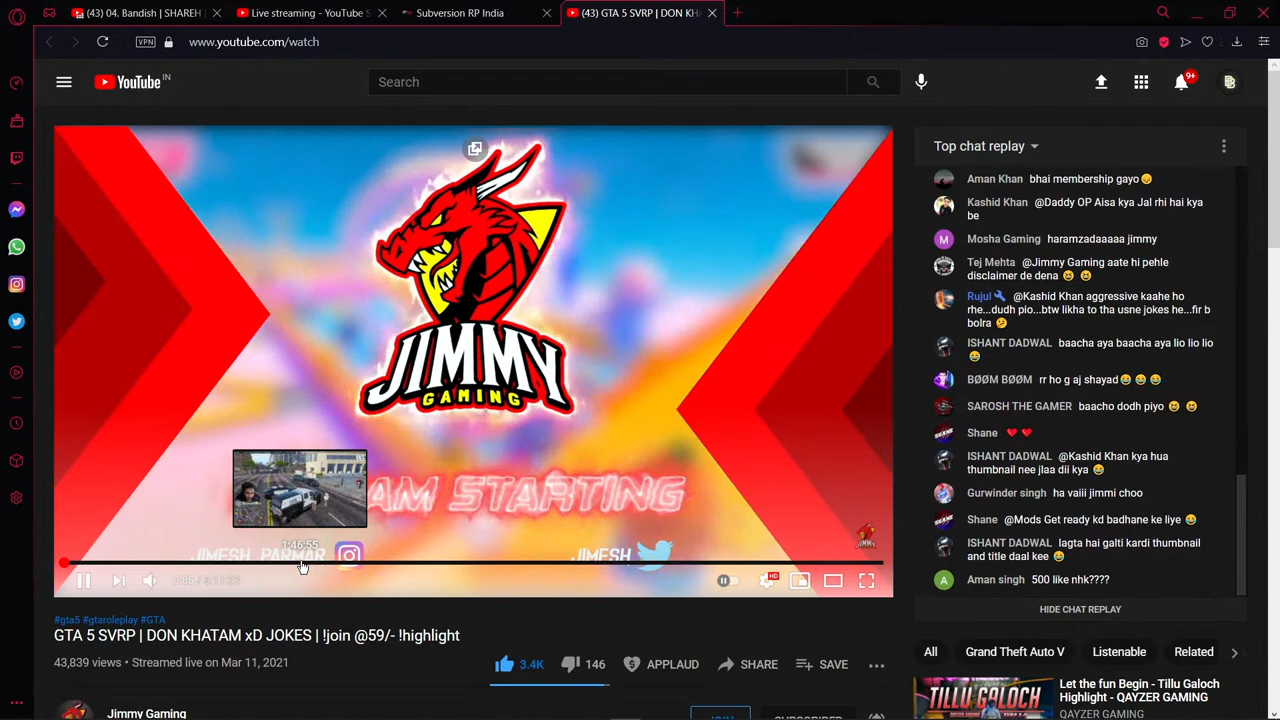 (43) 04. Bandish | SHAREH
Live streaming - YouTube S
Subversion RP India
(43) GTA 5 SVRP | DON KH
VPN
www.youtube.com/watch
YouTube IN
Search
9+
JIMMY
GAMING
AM STARTING
JIMESH_PARMAR
JIMESH_
1:46:55
HD
Top chat replay
Aman Khan bhai membership gayo
Kashid Khan @Daddy OP Aisa kya Jal rhi hai kya
be
M
Mosha Gaming haramzadaaaaa jimmy
Tej Mehta @Jimmy Gaming aate hi pehle
disclaimer de dena
Rujul @Kashid Khan aggressive kaahe ho
rhe...dudh pio...btw likha to tha usne jokes he...fir b
bolra
ISHANT DADWAL baacha aya baacha aya lio lio lio
BØØM BØØM rr ho g aj shayad
SAROSH THE GAMER baacho dodh piyo
Shane
ISHANT DADWAL @Kashid Khan kya hua
thumbnail nee jlaa dii kya
Gurwinder singh ha vaiii jimmi choo
Shane @Mods Get ready kd badhane ke liye
ISHANT DADWAL lagta hai galti kardi thumbnail
and title daal kee
A
Aman singh 500 like nhk????
HIDE CHAT REPLAY
#gta5 #gtaroleplay #GTA
GTA 5 SVRP | DON KHATAM xD JOKES | !join @59/- !highlight
43,839 views • Streamed live on Mar 11, 2021
3.4K
146
APPLAUD
SHARE
SAVE
Jimmy Gaming
JOIN
SUBSCRIBED
All
Grand Theft Auto V
Listenable
Related
TILLU GALOCH
Let the fun Begin - Tillu Galoch
Highlight - QAYZER GAMING
QAYZER GAMING